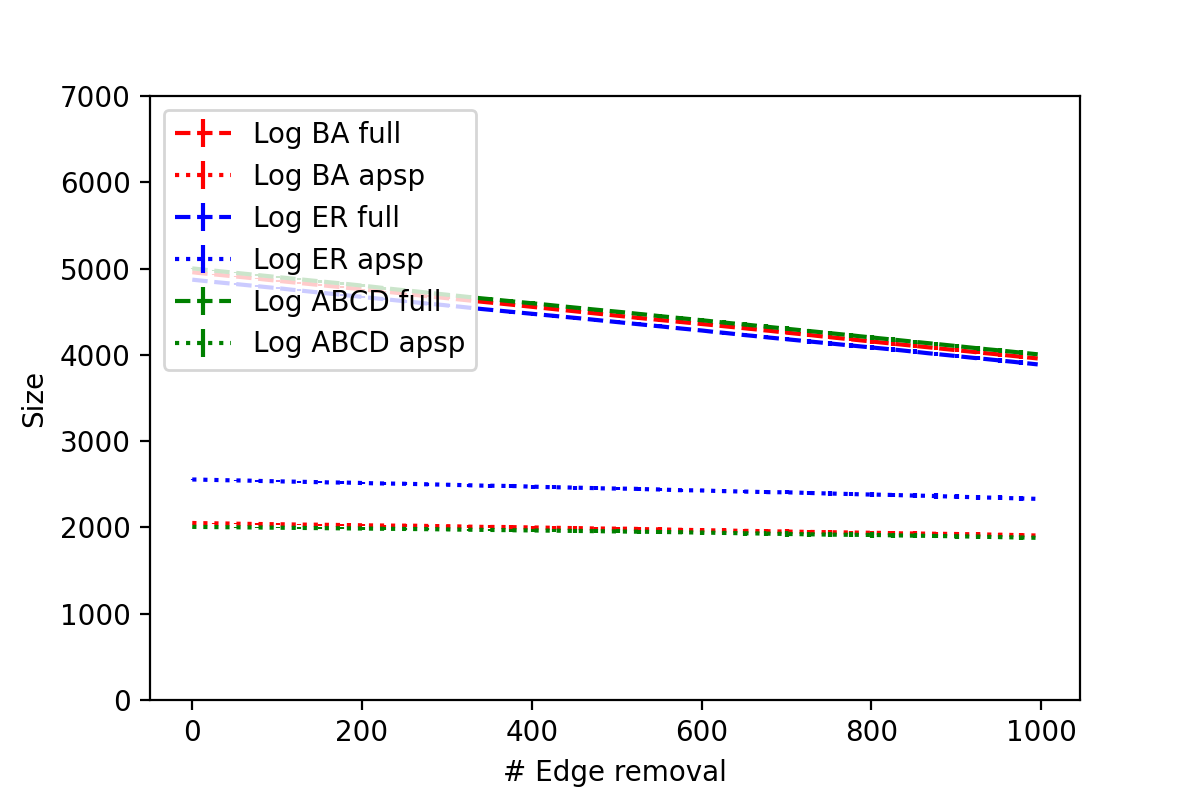 7000
6000
5000
4000
3000
2000
1000
0
Size
Log BA full
Log BA apsp
Log ER full
Log ER apsp
Log ABCD full
Log ABCD apsp
0 200 400 600 800 1000
# Edge removal